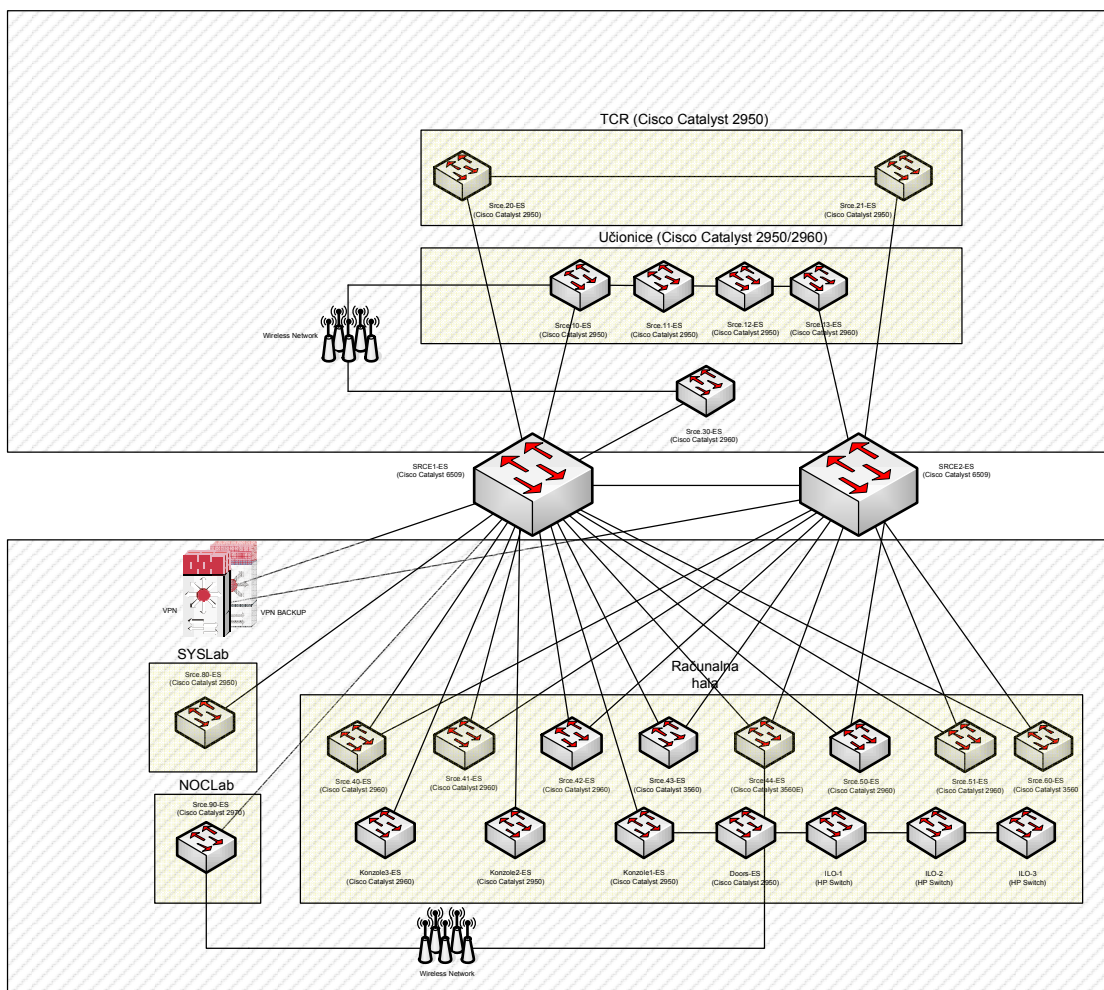 TCR (Cisco Catalyst 2950)
Srce.20-ES
(Cisco Catalyst 2950)
Srce.21-ES
(Cisco Catalyst 2950)
Učionice (Cisco Catalyst 2950/2960)
Srce.10-ES
(Cisco Catalyst 2950)
Srce.11-ES
(Cisco Catalyst 2950)
Srce.12-ES
(Cisco Catalyst 2950)
Srce.13-ES
(Cisco Catalyst 2960)
Wireless Network
Srce.30-ES
(Cisco Catalyst 2960)
SRCE1-ES
(Cisco Catalyst 6509)
SRCE2-ES
(Cisco Catalyst 6509)
VPN
VPN BACKUP
SYSLab
Srce.80-ES
(Cisco Catalyst 2950)
Računalna
hala
Srce.40-ES
(Cisco Catalyst 2960)
Srce.41-ES
(Cisco Catalyst 2960)
Srce.42-ES
(Cisco Catalyst 2960)
Srce.43-ES
(Cisco Catalyst 3560)
Srce.44-ES
(Cisco Catalyst 3560E)
Srce.50-ES
(Cisco Catalyst 2960)
Srce.51-ES
(Cisco Catalyst 2960)
Srce.60-ES
(Cisco Catalyst 3560
NOCLab
Srce.90-ES
(Cisco Catalyst 2970)
Konzole3-ES
(Cisco Catalyst 2960)
Konzole2-ES
(Cisco Catalyst 2950)
Konzole1-ES
(Cisco Catalyst 2950)
Doors-ES
(Cisco Catalyst 2950)
ILO-1
(HP Switch)
ILO-2
(HP Switch)
ILO-3
(HP Switch)
Wireless Network